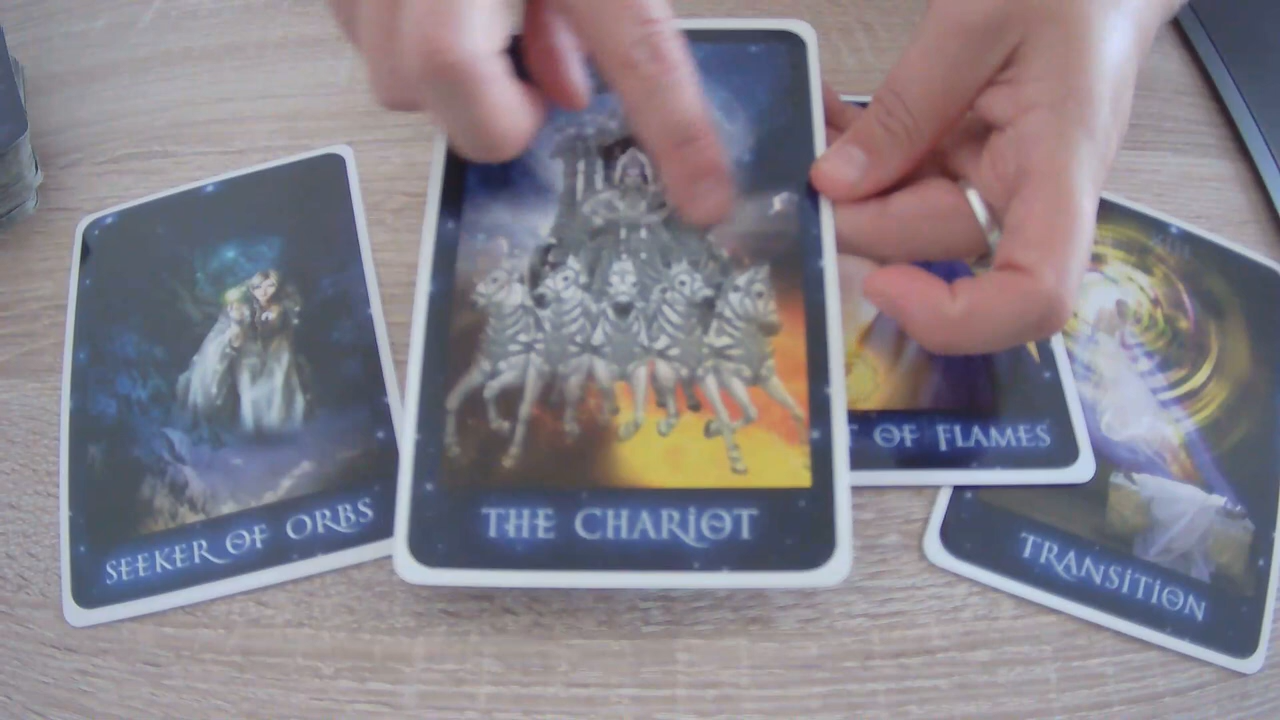 SEEKER OF ORBS
THE CHARIOT
OF FLAMES
TRANSITION